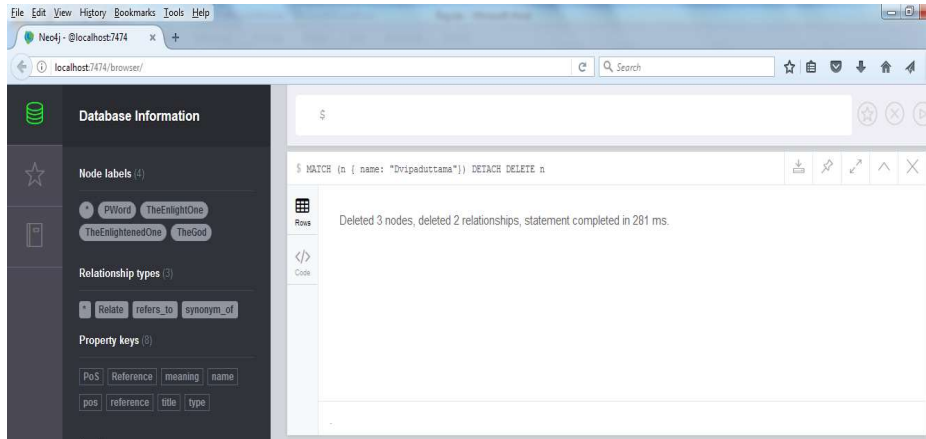 File Edit View History Bookmarks Tools Help
Neo4j - @localhost:7474 x +
localhost:7474/browser/
Search
Database Information
Node labels (4)
* PWord TheEnlightOne
TheEnlightenedOne TheGod
Relationship types (3)
* Relate refers_to synonym_of
Property keys (8)
PoS Reference meaning name
pos reference title type
$
$ MATCH (n { name: "Dvipaduttama"}) DETACH DELETE n
Rows
Code
Deleted 3 nodes, deleted 2 relationships, statement completed in 281 ms.